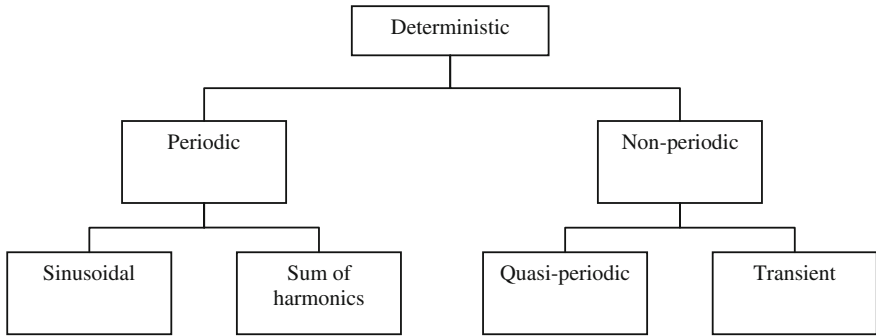 Deterministic
Periodic
Non-periodic
Sinusoidal
Sum of
harmonics
Quasi-periodic
Transient